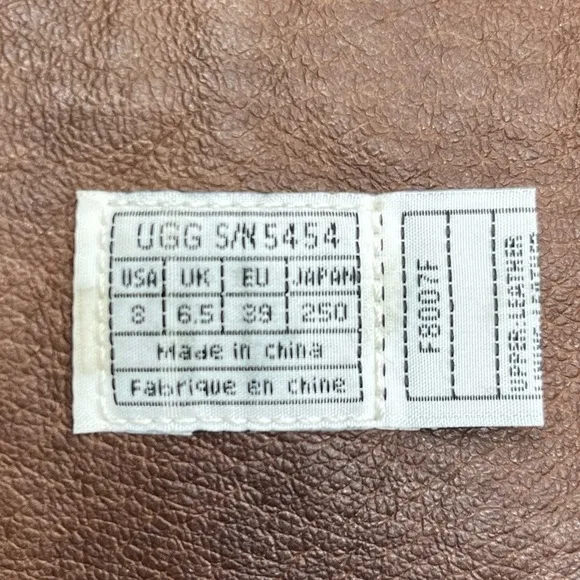 UGG S/N 5454
USA UK EU JAPAN
8 6.5 39 250
Made in China
Fabrique en chine
F8007F
UPPER:LEATHER